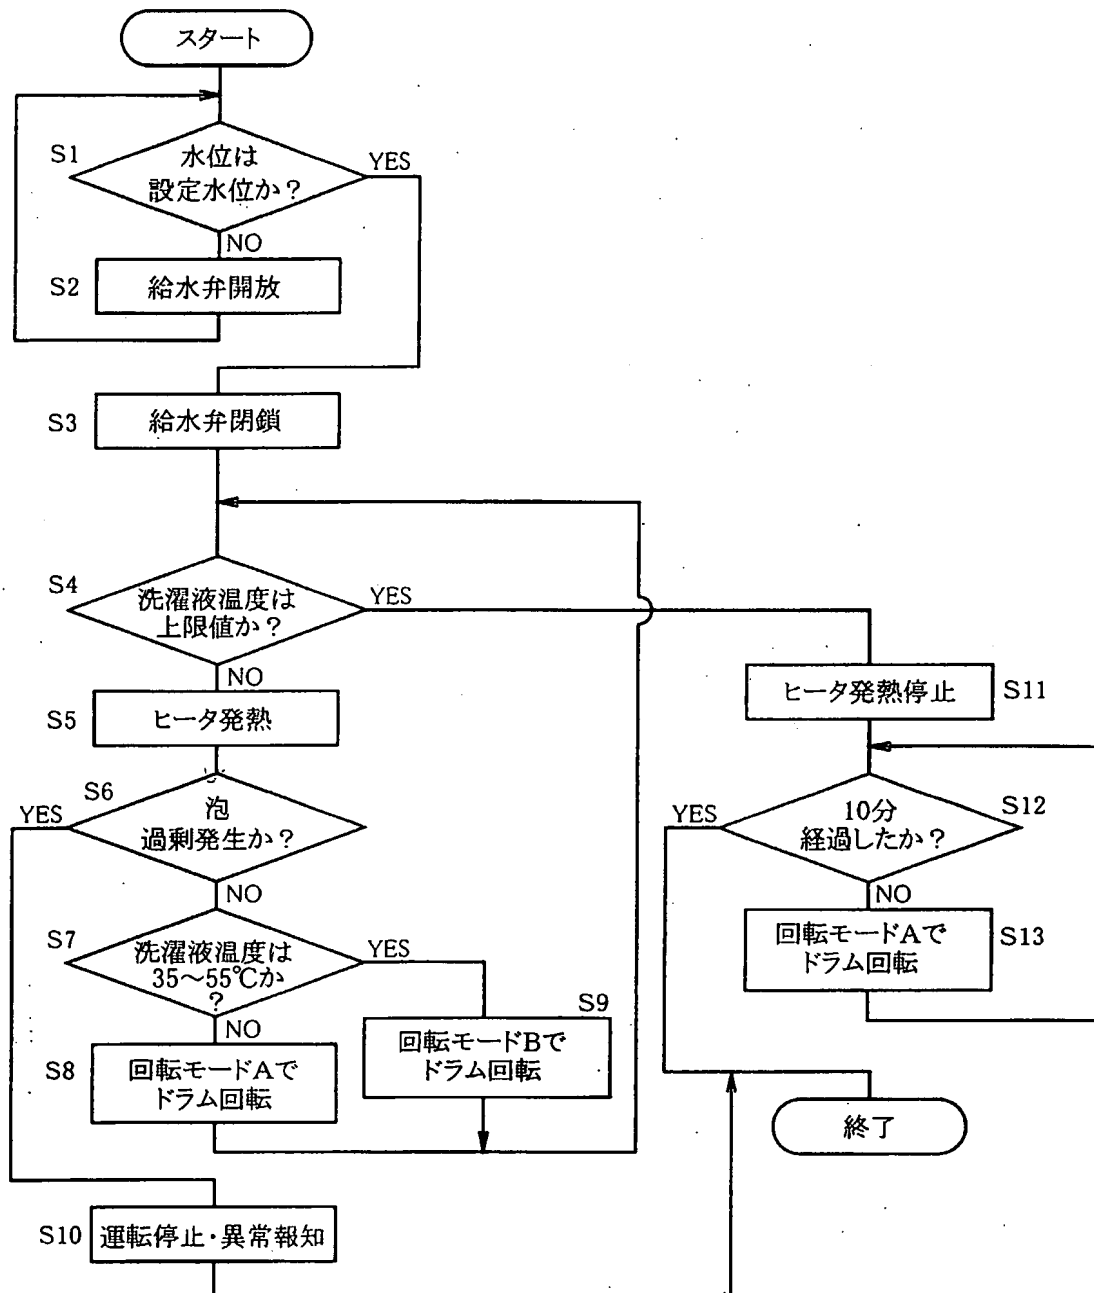 スタート
S1
水位は
設定水位か?
YES
NO
S2
給水弁開放
S3
給水弁閉鎖
S4
洗濯液温度は
上限値か?
YES
NO
S5
ヒータ発熱
S6
YES
泡
過剰発生か?
NO
S7
洗濯液温度は
35〜55℃か
?
YES
NO
S8
回転モードAで
ドラム回転
S9
回転モードBで
ドラム回転
S10
運転停止・異常報知
ヒータ発熱停止
S11
YES
10分
経過したか?
S12
NO
回転モードAで
ドラム回転
S13
終了